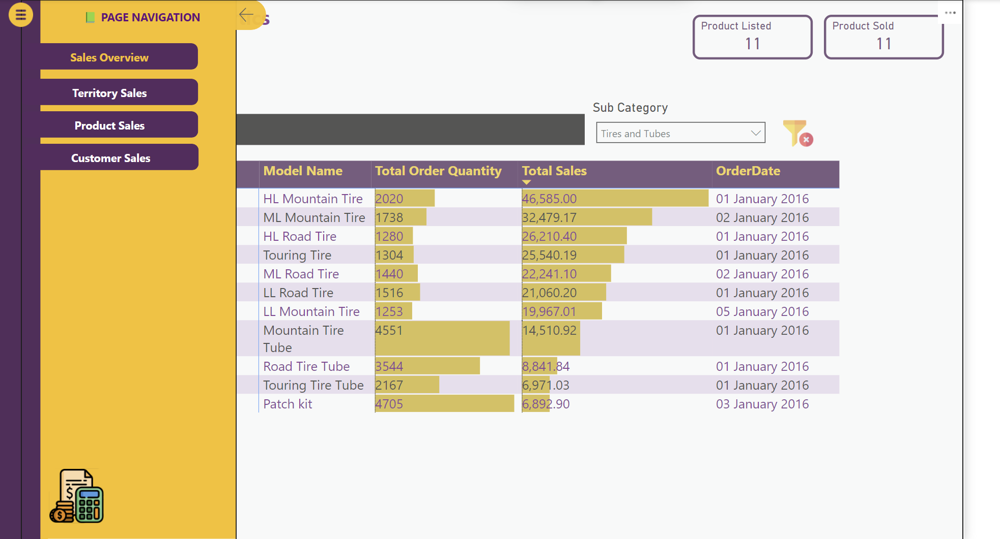 PAGE NAVIGATION
Sales Overview
Territory Sales
Product Sales
Customer Sales
Product Listed
11
Product Sold
11
Sub Category
Tires and Tubes
Model Name Total Order Quantity Total Sales OrderDate
HL Mountain Tire 2020 46,585.00 01 January 2016
ML Mountain Tire 1738 32,479.17 02 January 2016
HL Road Tire 1280 26,210.40 01 January 2016
Touring Tire 1304 25,540.19 01 January 2016
ML Road Tire 1440 22,241.10 02 January 2016
LL Road Tire 1516 21,060.20 01 January 2016
LL Mountain Tire 1253 19,967.01 05 January 2016
Mountain Tire 4551 14,510.92 01 January 2016
Tube
Road Tire Tube 3544 8,841.84 01 January 2016
Touring Tire Tube 2167 6,971.03 01 January 2016
Patch kit 4705 6,892.90 03 January 2016